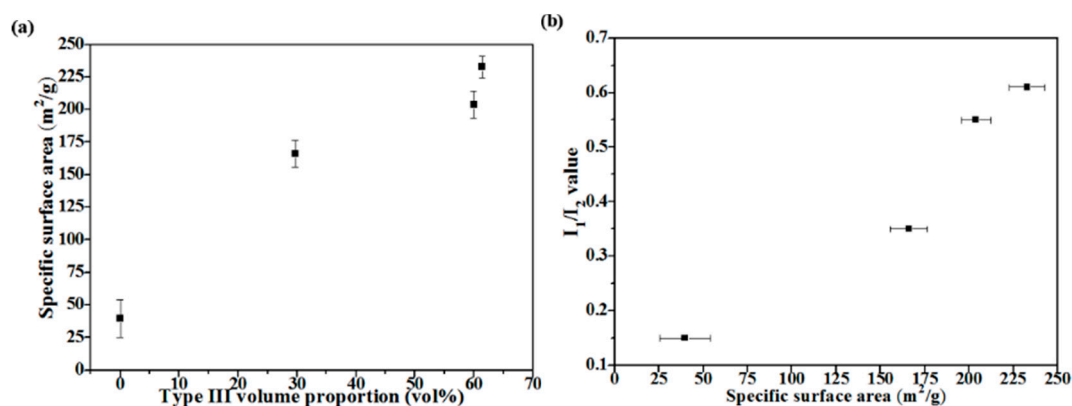 (a)
250
225
200
175
150
125
100
75
50
25
0
Specific surface area (m²/g)
0 10 20 30 40 50 60 70
Type III volume proportion (vol%)
(b)
0.7
0.6
0.5
0.4
0.3
0.2
0.1
I₁/I₂ value
0 25 50 75 100 125 150 175 200 225 250
Specific surface area (m²/g)